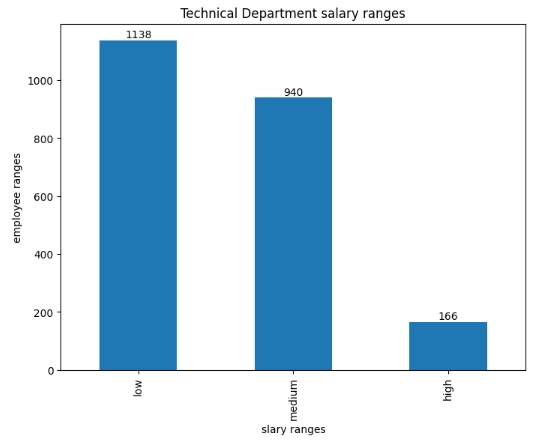 Technical Department salary ranges
1138
940
166
1000
800
600
400
200
0
employee ranges
low
medium
high
slary ranges